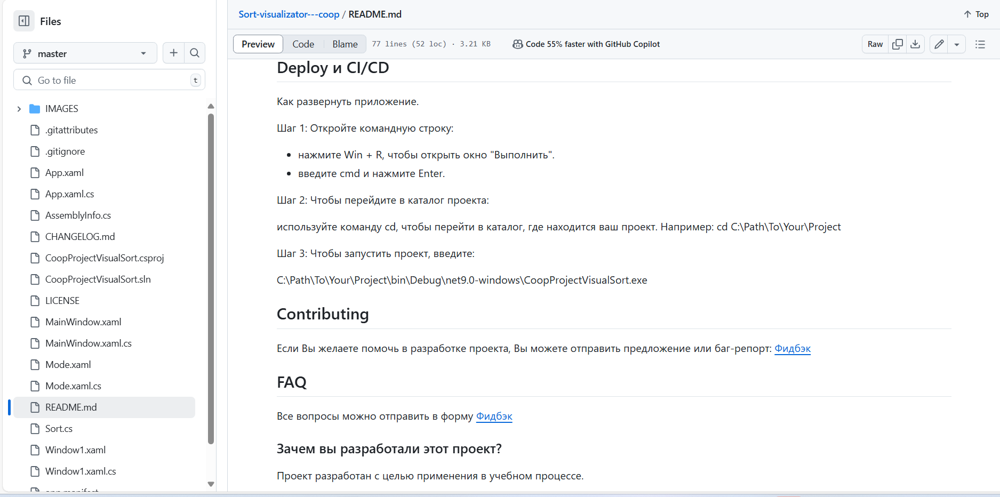 Files
master
Go to file
t
IMAGES
.gitattributes
.gitignore
App.xaml
App.xaml.cs
AssemblyInfo.cs
CHANGELOG.md
CoopProjectVisualSort.csproj
CoopProjectVisualSort.sln
LICENSE
MainWindow.xaml
MainWindow.xaml.cs
Mode.xaml
Mode.xaml.cs
README.md
Sort.cs
Window1.xaml
Window1.xaml.cs
Sort-visualizator---coop / README.md
Top
Preview Code Blame 77 lines (52 loc) · 3.21 KB Code 55% faster with GitHub Copilot Raw
Deploy и CI/CD
Как развернуть приложение.
Шаг 1: Откройте командную строку:
• нажмите Win + R, чтобы открыть окно "Выполнить".
• введите cmd и нажмите Enter.
Шаг 2: Чтобы перейдите в каталог проекта:
используйте команду cd, чтобы перейти в каталог, где находится ваш проект. Например: cd C:\Path\To\Your\Project
Шаг 3: Чтобы запустить проект, введите:
C:\Path\To\Your\Project\bin\Debug\net9.0-windows\CoopProjectVisualSort.exe
Contributing
Если Вы желаете помочь в разработке проекта, Вы можете отправить предложение или баг-репорт: Фидбэк
FAQ
Все вопросы можно отправить в форму Фидбэк
Зачем вы разработали этот проект?
Проект разработан с целью применения в учебном процессе.